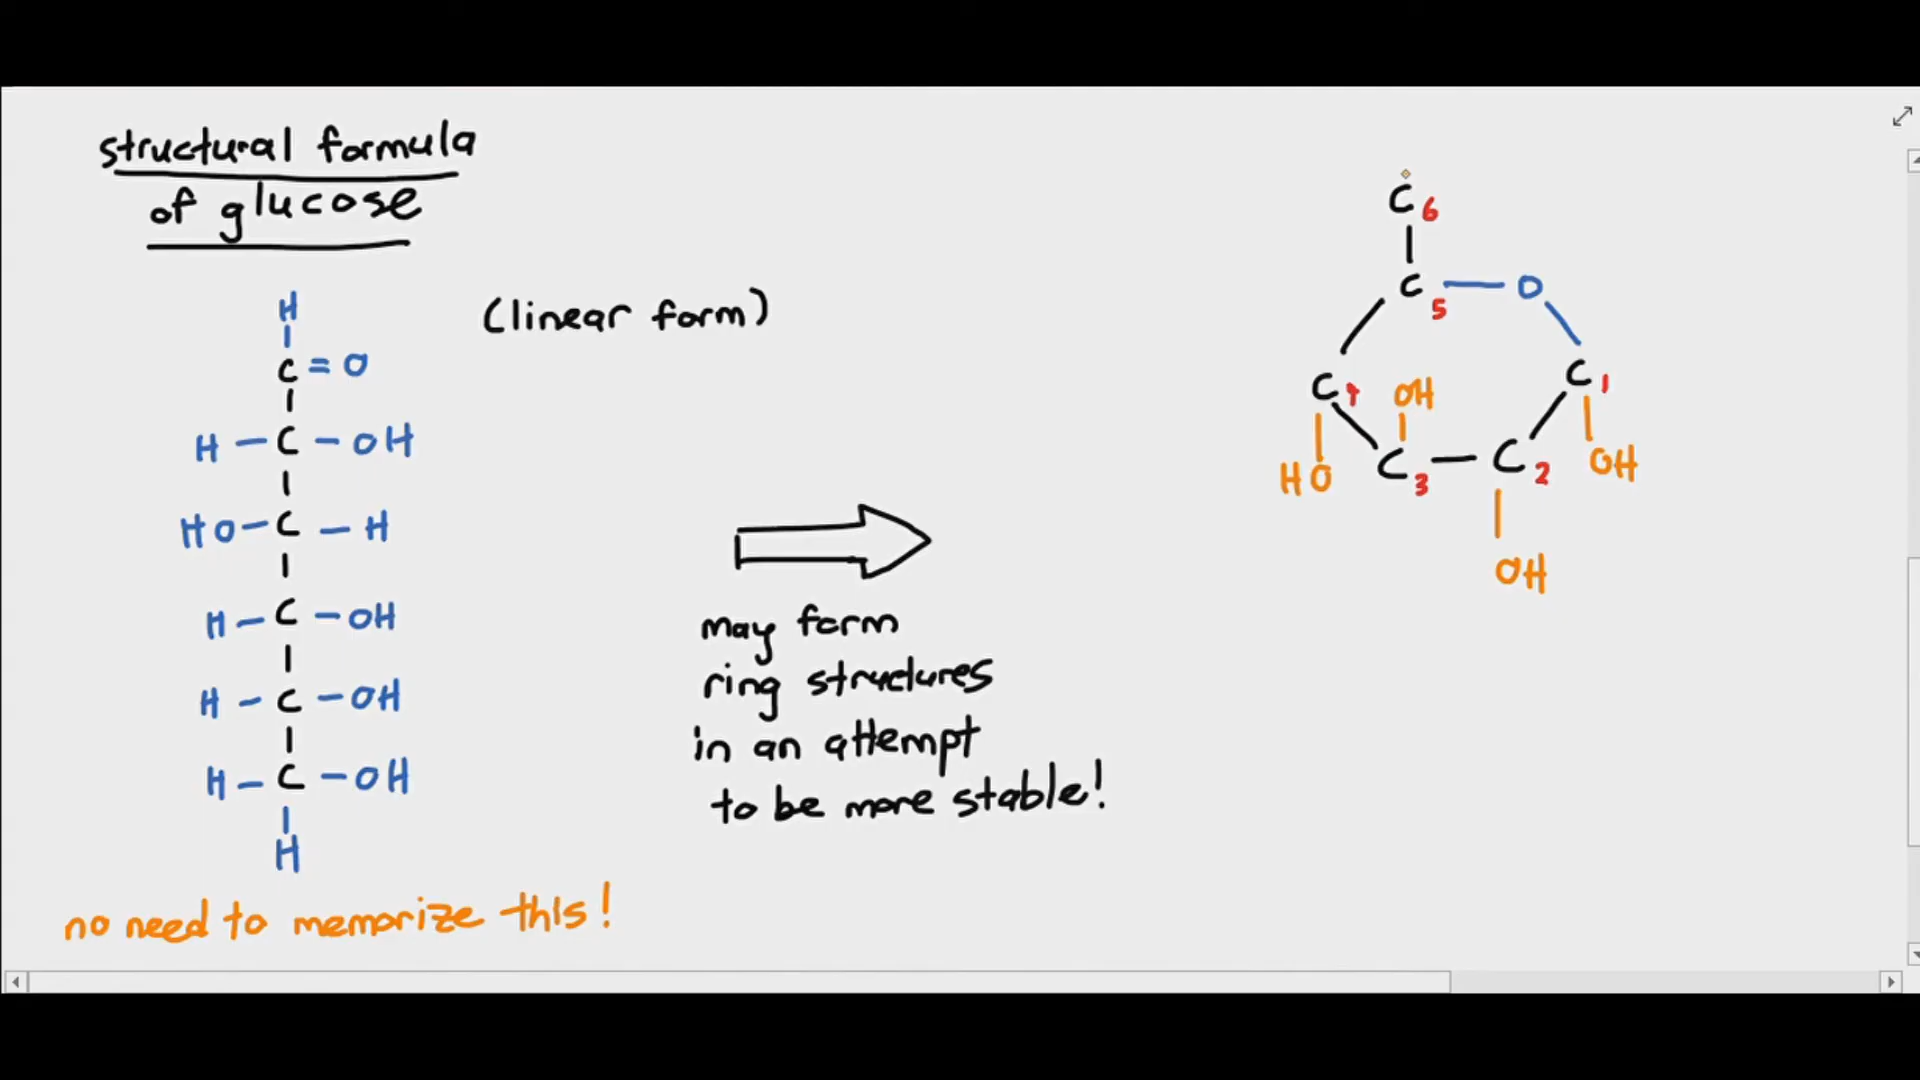 structural formula
of glucose
(linear form)
H
C=O
H-C-OH
HO-C-H
H-C-OH
H-C-OH
H-C-OH
H
no need to memorize this!
may form
ring structures
in an attempt
to be more stable!
C6
C5-O
C4 OH C1
HO C3-C2 OH
OH